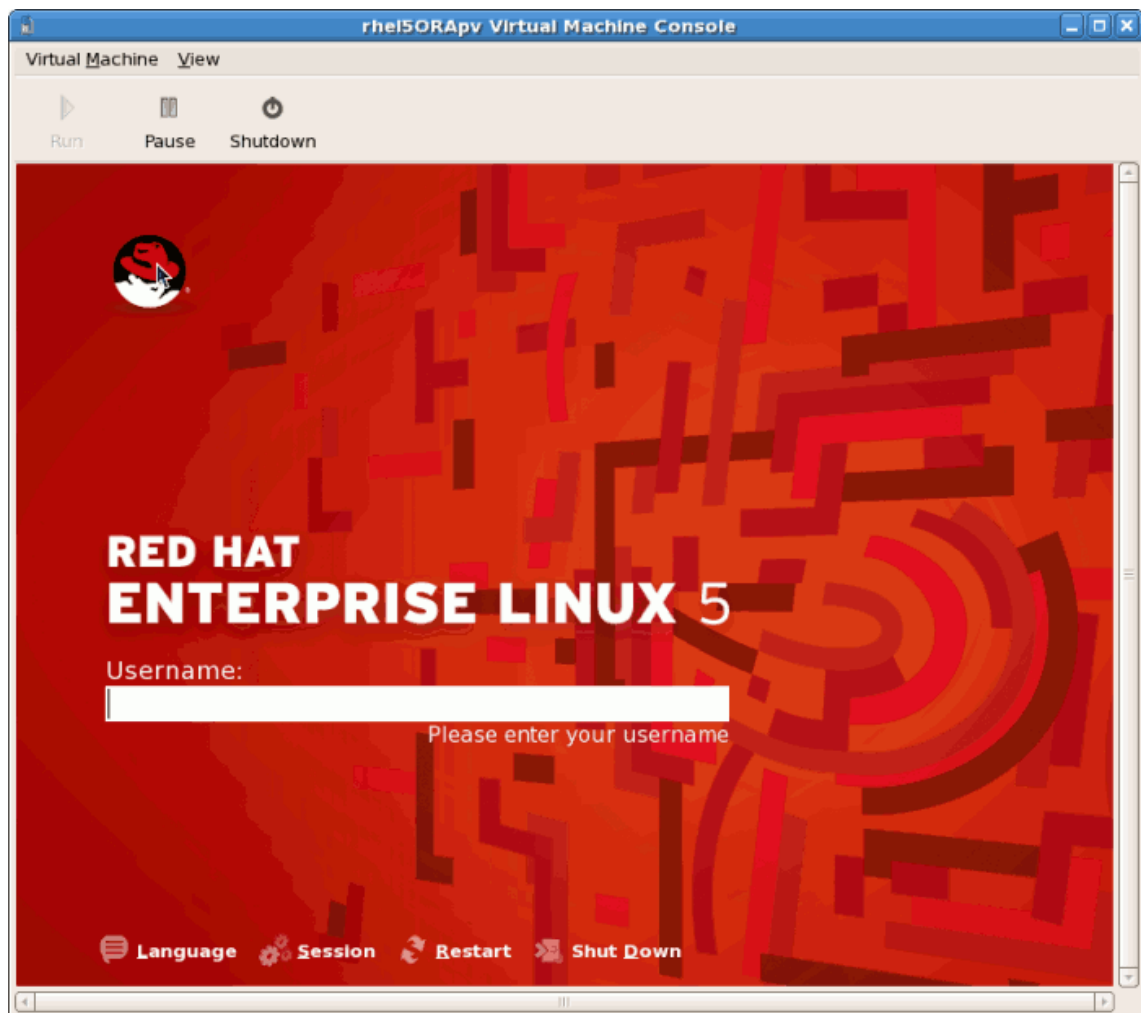 rhel5ORApv Virtual Machine Console
Virtual Machine View
Run Pause Shutdown
RED HAT
ENTERPRISE LINUX 5
Username:
Please enter your username
Language Session Restart Shut Down